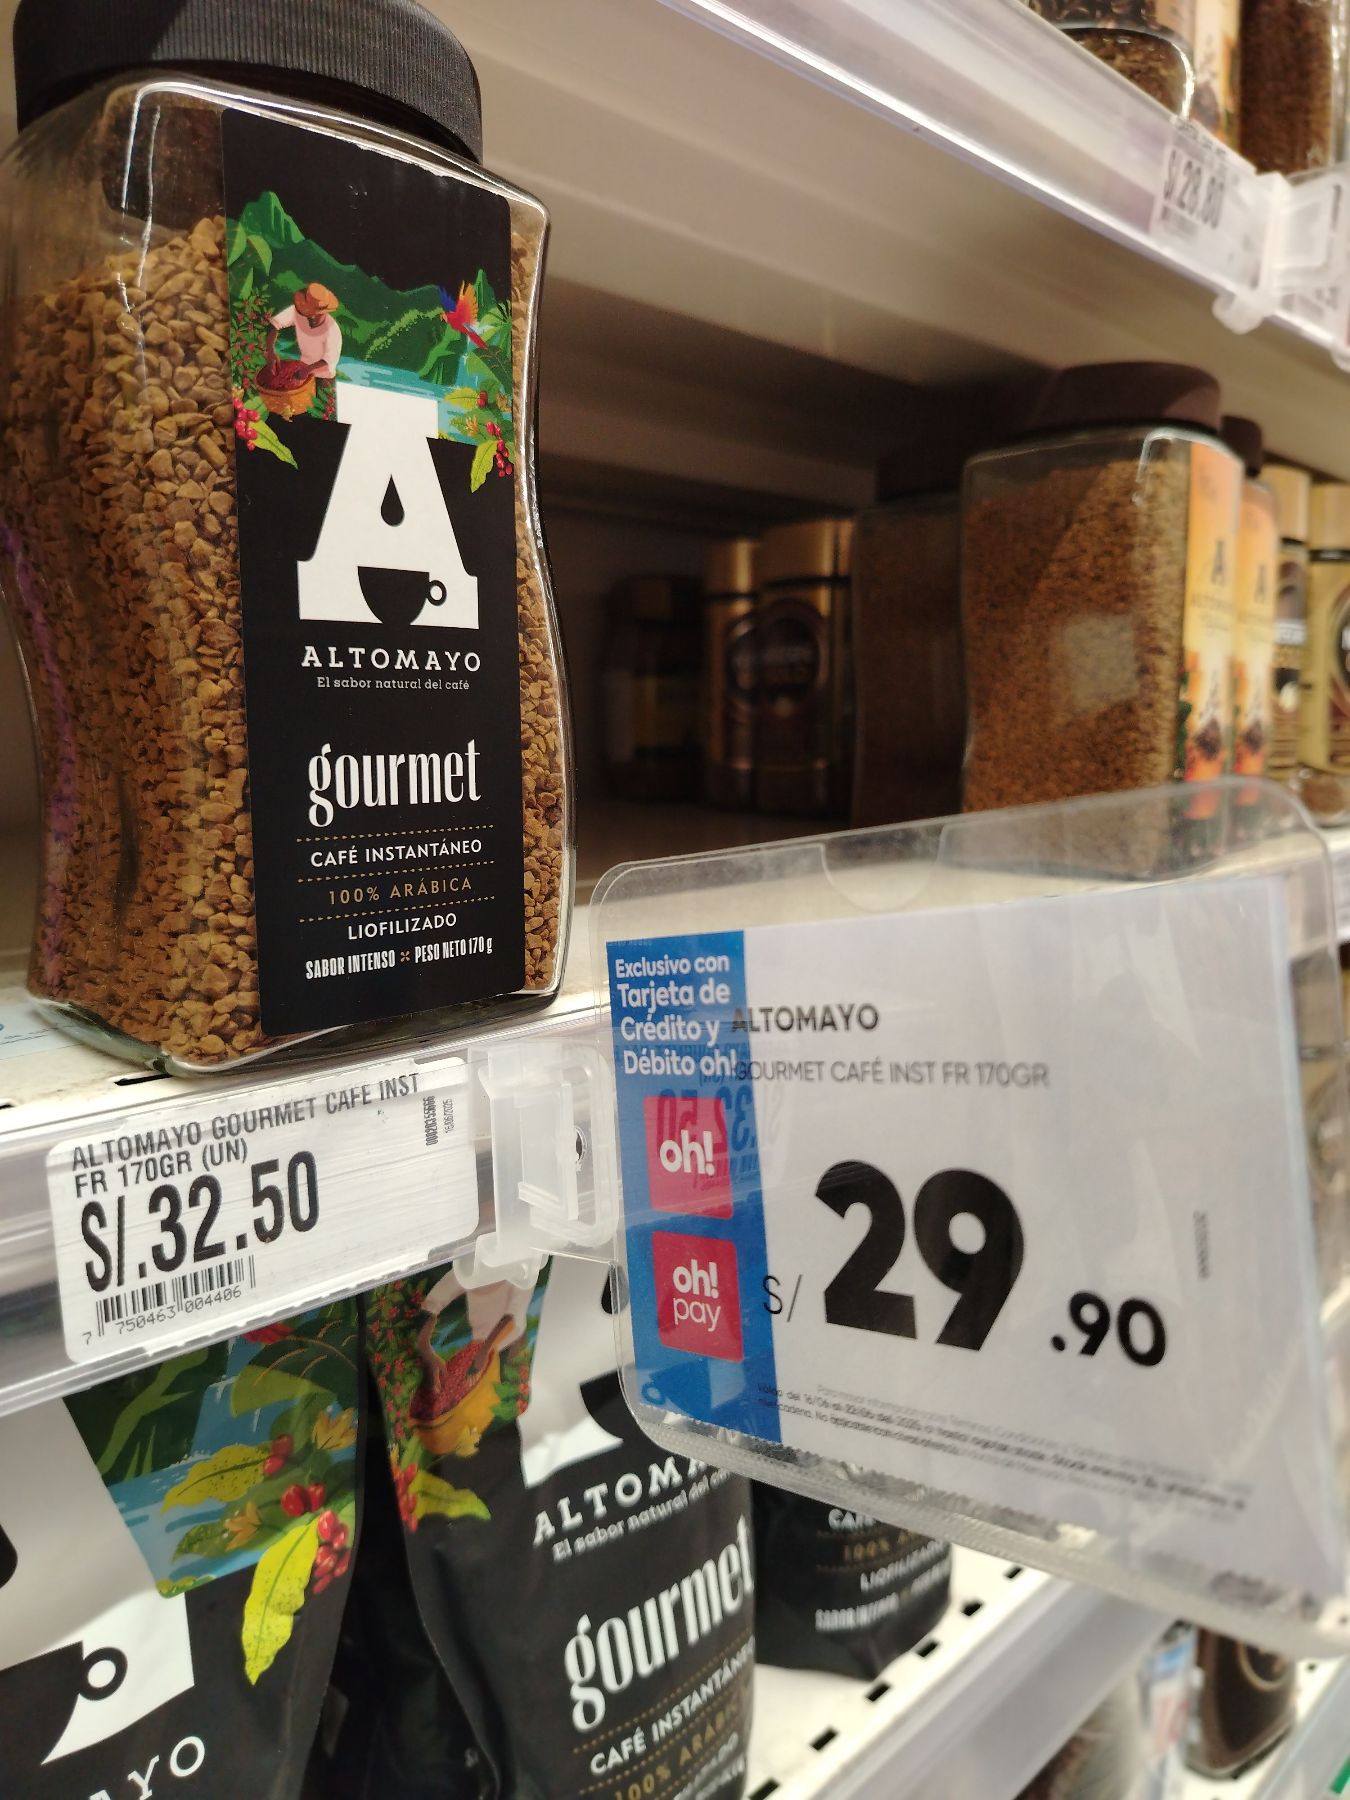 ALTOMAYO
El sabor natural del café
gourmet
CAFÉ INSTANTÁNEO
100% ARÁBICA
LIOFILIZADO
SABOR INTENSO PESO NETO 170 g
S/.28.80
Exclusivo con
Tarjeta de
Crédito y
Débito oh!
oh!
oh!
pay
ALTOMAYO
GOURMET CAFÉ INST FR 170GR
S/ 29.90
ALTOMAYO GOURMET CAFE INST
FR 170GR (UN)
S/.32.50
7 750463 004406
ALTOMA
El sabor natural del
gourmet
CAFÉ INSTANTÁNEO
100% ARÁB
AYO
LIOFILIZADO